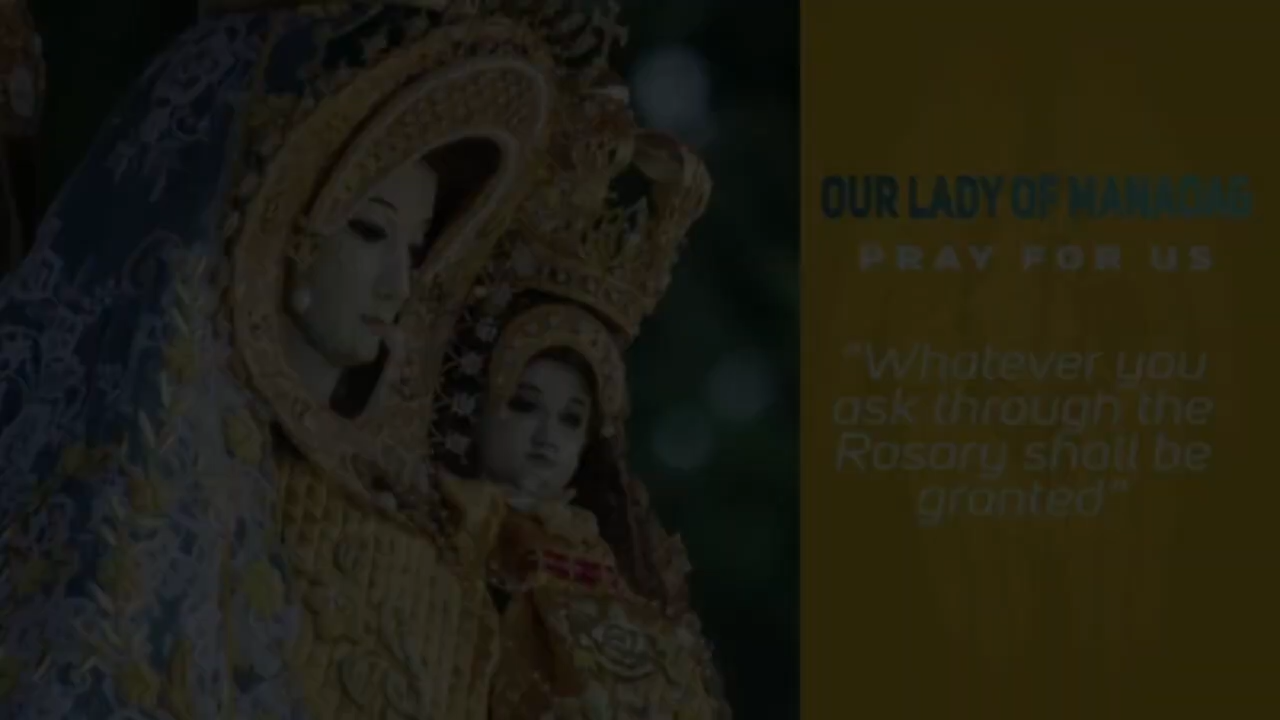 OUR LADY OF MANAOAG
PRAY FOR US
"Whatever you
ask through the
Rosary shall be
granted"